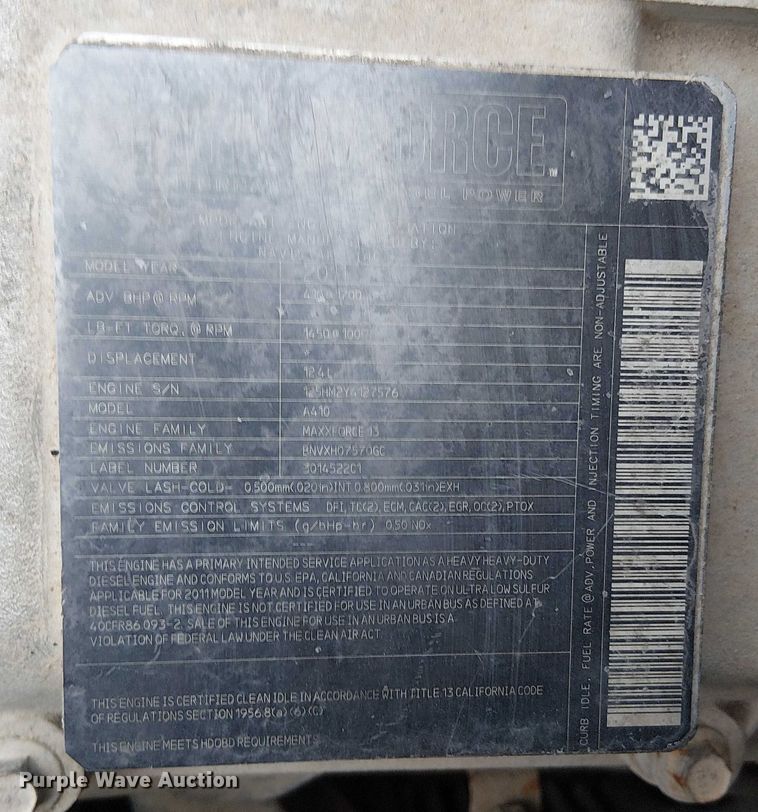 RCE™
POWER
MODEL YEAR
ADV BHP @ RPM 1700
LB-FT TORQ. @ RPM 1450 @
DISPLACEMENT 12.4L
ENGINE S/N 125HM2Y4127576
MODEL A410
ENGINE FAMILY MAXXFORCE 13
EMISSIONS FAMILY BNVXH07570GC
LABEL NUMBER 3014522C1
VALVE LASH-COLD- 0.500mm(.020in)INT 0.800mm(.031in)EXH
EMISSIONS CONTROL SYSTEMS DFI,TC(2),ECM,CAC(2),EGR,OC(2),PTOX
FAMILY EMISSION LIMITS (g/bHp-hr) 0.50 NOx
---
THIS ENGINE HAS A PRIMARY INTENDED SERVICE APPLICATION AS A HEAVY HEAVY-DUTY
DIESEL ENGINE AND CONFORMS TO U.S. EPA, CALIFORNIA AND CANADIAN REGULATIONS
APPLICABLE FOR 2011 MODEL YEAR AND IS CERTIFIED TO OPERATE ON ULTRA LOW SULFUR
DIESEL FUEL. THIS ENGINE IS NOT CERTIFIED FOR USE IN AN URBAN BUS AS DEFINED AT
40CFR86.093-2. SALE OF THIS ENGINE FOR USE IN AN URBAN BUS IS A
VIOLATION OF FEDERAL LAW UNDER THE CLEAN AIR ACT.
THIS ENGINE IS CERTIFIED CLEAN IDLE IN ACCORDANCE WITH TITLE 13 CALIFORNIA CODE
OF REGULATIONS SECTION 1956.8(a)(6)(C)
THIS ENGINE MEETS HDOBD REQUIREMENTS
CURB IDLE, FUEL RATE @ ADV. POWER AND INJECTION TIMING ARE NON-ADJUSTABLE
Purple Wave Auction